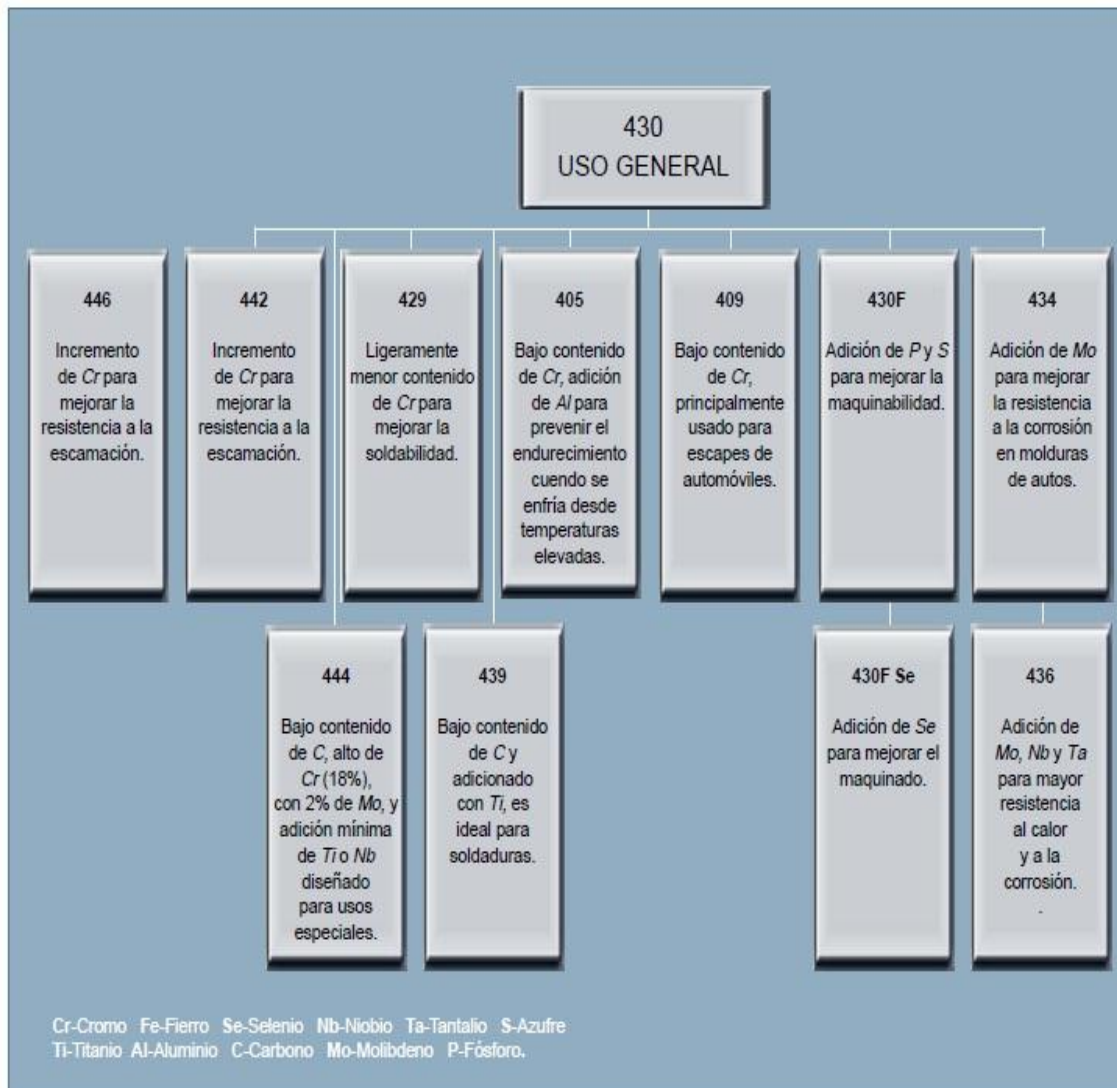 430
USO GENERAL
446
Incremento
de Cr para
mejorar la
resistencia a la
escamación.
442
Incremento
de Cr para
mejorar la
resistencia a la
escamación.
429
Ligeramente
menor contenido
de Cr para
mejorar la
soldabilidad.
405
Bajo contenido
de Cr, adición
de Al para
prevenir el
endurecimiento
cuendo se
enfría desde
temperaturas
elevadas.
409
Bajo contenido
de Cr,
principalmente
usado para
escapes de
automóviles.
430F
Adición de P y S
para mejorar la
maquinabilidad.
434
Adición de Mo
para mejorar
la resistencia
a la corrosión
en molduras
de autos.
444
Bajo contenido
de C, alto de
Cr (18%),
con 2% de Mo, y
adición mínima
de Ti o Nb
diseñado
para usos
especiales.
439
Bajo contenido
de C y
adicionado
con Ti, es
ideal para
soldaduras.
430F Se
Adición de Se
para mejorar el
maquinado.
436
Adición de
Mo, Nb y Ta
para mayor
resistencia
al calor
y a la
corrosión.
.
Cr-Cromo Fe-Fierro Se-Selenio Nb-Niobio Ta-Tantalio S-Azufre
Ti-Titanio Al-Aluminio C-Carbono Mo-Molibdeno P-Fósforo.